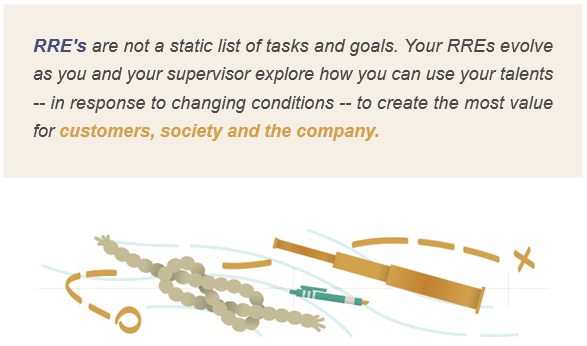 RRE's are not a static list of tasks and goals. Your RREs evolve
as you and your supervisor explore how you can use your talents
-- in response to changing conditions -- to create the most value
for customers, society and the company.